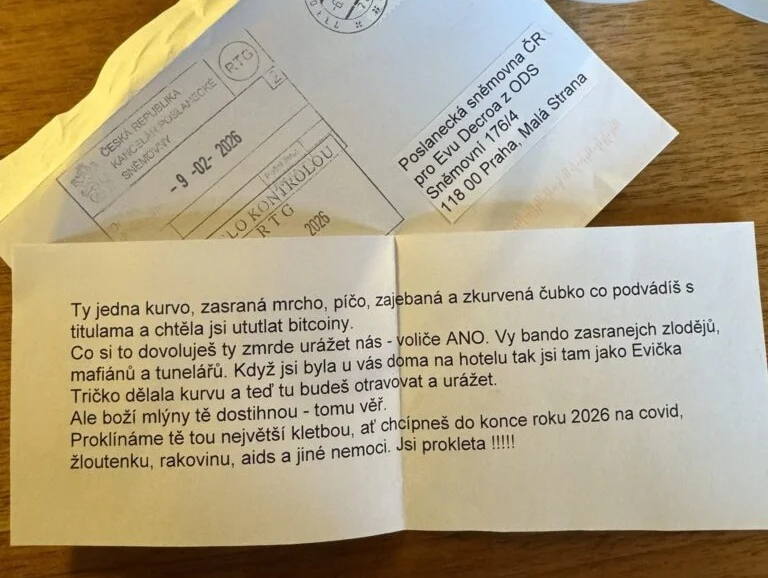 RTG
ČESKÁ REPUBLIKA
KANCELÁŘ POSLANECKÉ
SNĚMOVNY
- 9 -02- 2026
LO KONTROLOU
RTG
2026
Poslanecká sněmovna ČR
pro Evu Decroa z ODS
Sněmovní 176/4
118 00 Praha, Malá Strana
Ty jedna kurvo, zasraná mrcho, píčo, zajebaná a zkurvená čubko co podvádíš s
titulama a chtěla jsi ututlat bitcoiny.
Co si to dovoluješ ty zmrde urážet nás - voliče ANO. Vy bando zasranejch zlodějů,
mafiánů a tunelářů. Když jsi byla u vás doma na hotelu tak jsi tam jako Evička
Tričko dělala kurvu a teď tu budeš otravovat a urážet.
Ale boží mlýny tě dostihnou - tomu věř.
Proklínáme tě tou největší kletbou, ať chcípneš do konce roku 2026 na covid,
žloutenku, rakovinu, aids a jiné nemoci. Jsi prokleta !!!!!